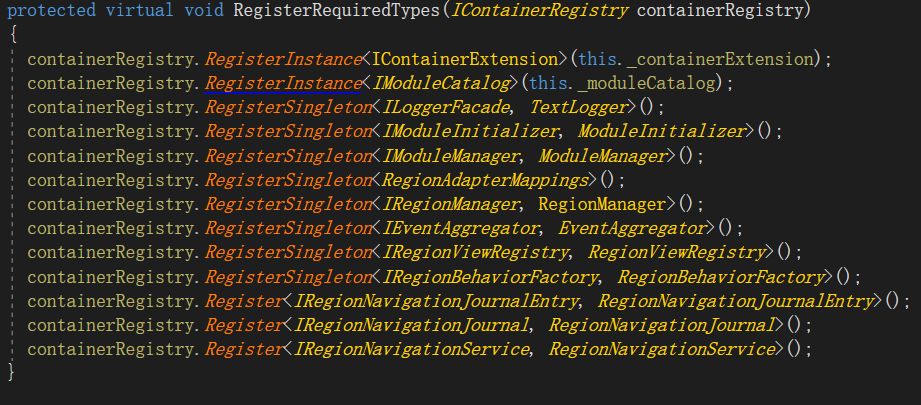 protected virtual void RegisterRequiredTypes(IContainerRegistry containerRegistry)
{
containerRegistry.RegisterInstance<IContainerExtension>(this._containerExtension);
containerRegistry.RegisterInstance<IModuleCatalog>(this._moduleCatalog);
containerRegistry.RegisterSingleton<ILoggerFacade, TextLogger>();
containerRegistry.RegisterSingleton<IModuleInitializer, ModuleInitializer>();
containerRegistry.RegisterSingleton<IModuleManager, ModuleManager>();
containerRegistry.RegisterSingleton<RegionAdapterMappings>();
containerRegistry.RegisterSingleton<IRegionManager, RegionManager>();
containerRegistry.RegisterSingleton<IEventAggregator, EventAggregator>();
containerRegistry.RegisterSingleton<IRegionViewRegistry, RegionViewRegistry>();
containerRegistry.RegisterSingleton<IRegionBehaviorFactory, RegionBehaviorFactory>();
containerRegistry.Register<IRegionNavigationJournalEntry, RegionNavigationJournalEntry>();
containerRegistry.Register<IRegionNavigationJournal, RegionNavigationJournal>();
containerRegistry.Register<IRegionNavigationService, RegionNavigationService>();
}